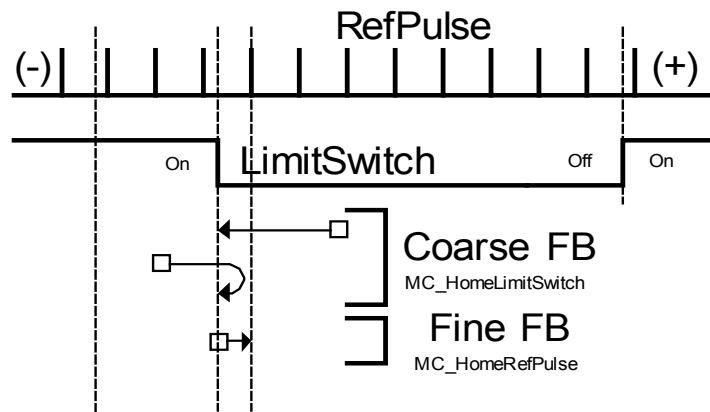 RefPulse
(-)
(+)
On
LimitSwitch
Off
On
Coarse FB
MC_HomeLimitSwitch
Fine FB
MC_HomeRefPulse